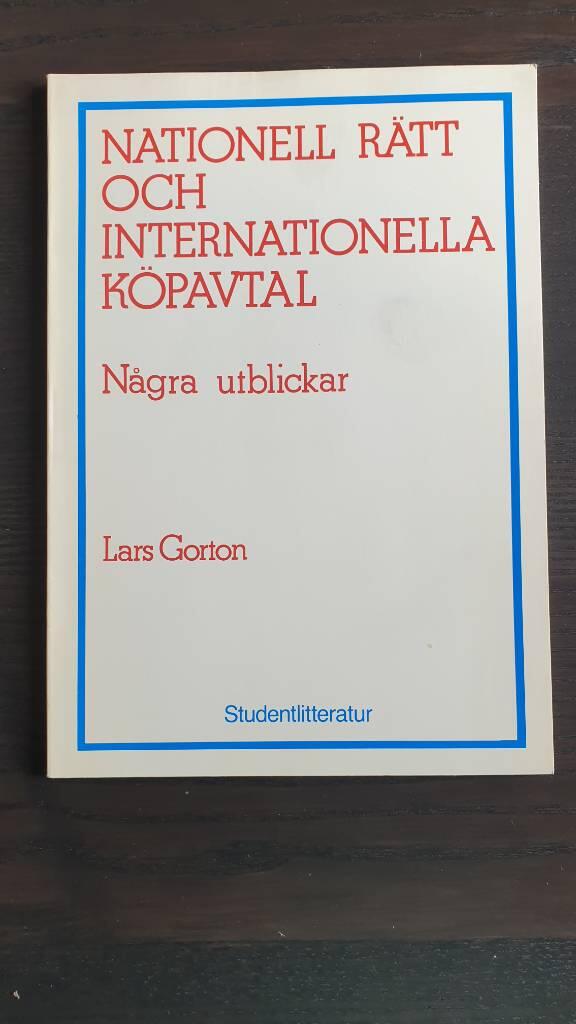 NATIONELL RÄTT
OCH
INTERNATIONELLA
KÖPAVTAL
Några utblickar
Lars Gorton
Studentlitteratur